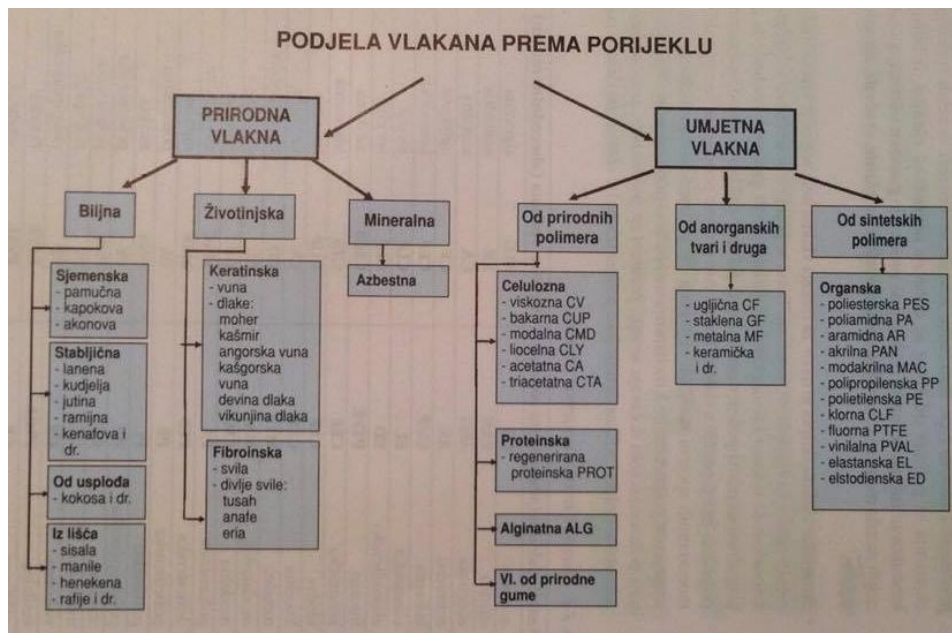 PODJELA VLAKANA PREMA PORIJEKLU
PRIRODNA
VLAKNA
Biljna
Sjemenska
- pamučna
- kapokova
- akonova
Stabljična
- lanena
- kudjelja
- jutina
- ramijna
- kenafova i
dr.
Od usplođa
- kokosa i dr.
Iz lišća
- sisala
- manile
- henekena
- rafije i dr.
Životinjska
Keratinska
- vuna
- dlake:
moher
kašmir
angorska vuna
kašgorska
vuna
devina dlaka
vikunjina dlaka
Fibroinska
- svila
- divlje svile:
tusah
anafe
eria
Mineralna
Azbestna
UMJETNA
VLAKNA
Od prirodnih
polimera
Celulozna
- viskozna CV
- bakarna CUP
- modalna CMD
- liocelna CLY
- acetatna CA
- triacetatna CTA
Proteinska
- regenerirana
proteinska PROT
Alginatna ALG
Vl. od prirodne
gume
Od anorganskih
tvari i druga
- ugljična CF
- staklena GF
- metalna MF
- keramička
i dr.
Od sintetskih
polimera
Organska
- poliesterska PES
- poliamidna PA
- aramidna AR
- akrilna PAN
- modakrilna MAC
- polipropilenska PP
- polietilenska PE
- klorna CLF
- fluorna PTFE
- vinilalna PVAL
- elastanska EL
- elstodienska ED